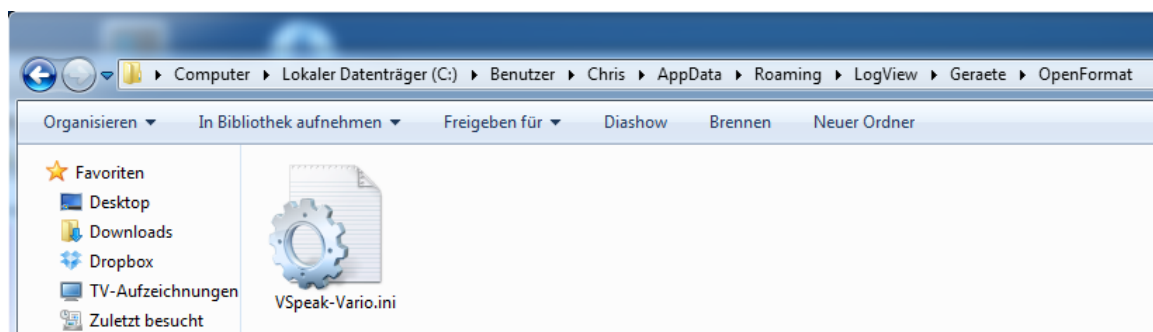 Computer ▸ Lokaler Datenträger (C:) ▸ Benutzer ▸ Chris ▸ AppData ▸ Roaming ▸ LogView ▸ Geraete ▸ OpenFormat
Organisieren In Bibliothek aufnehmen Freigeben für Diashow Brennen Neuer Ordner
Favoriten
Desktop
Downloads
Dropbox
TV-Aufzeichnungen
Zuletzt besucht
VSpeak-Vario.ini